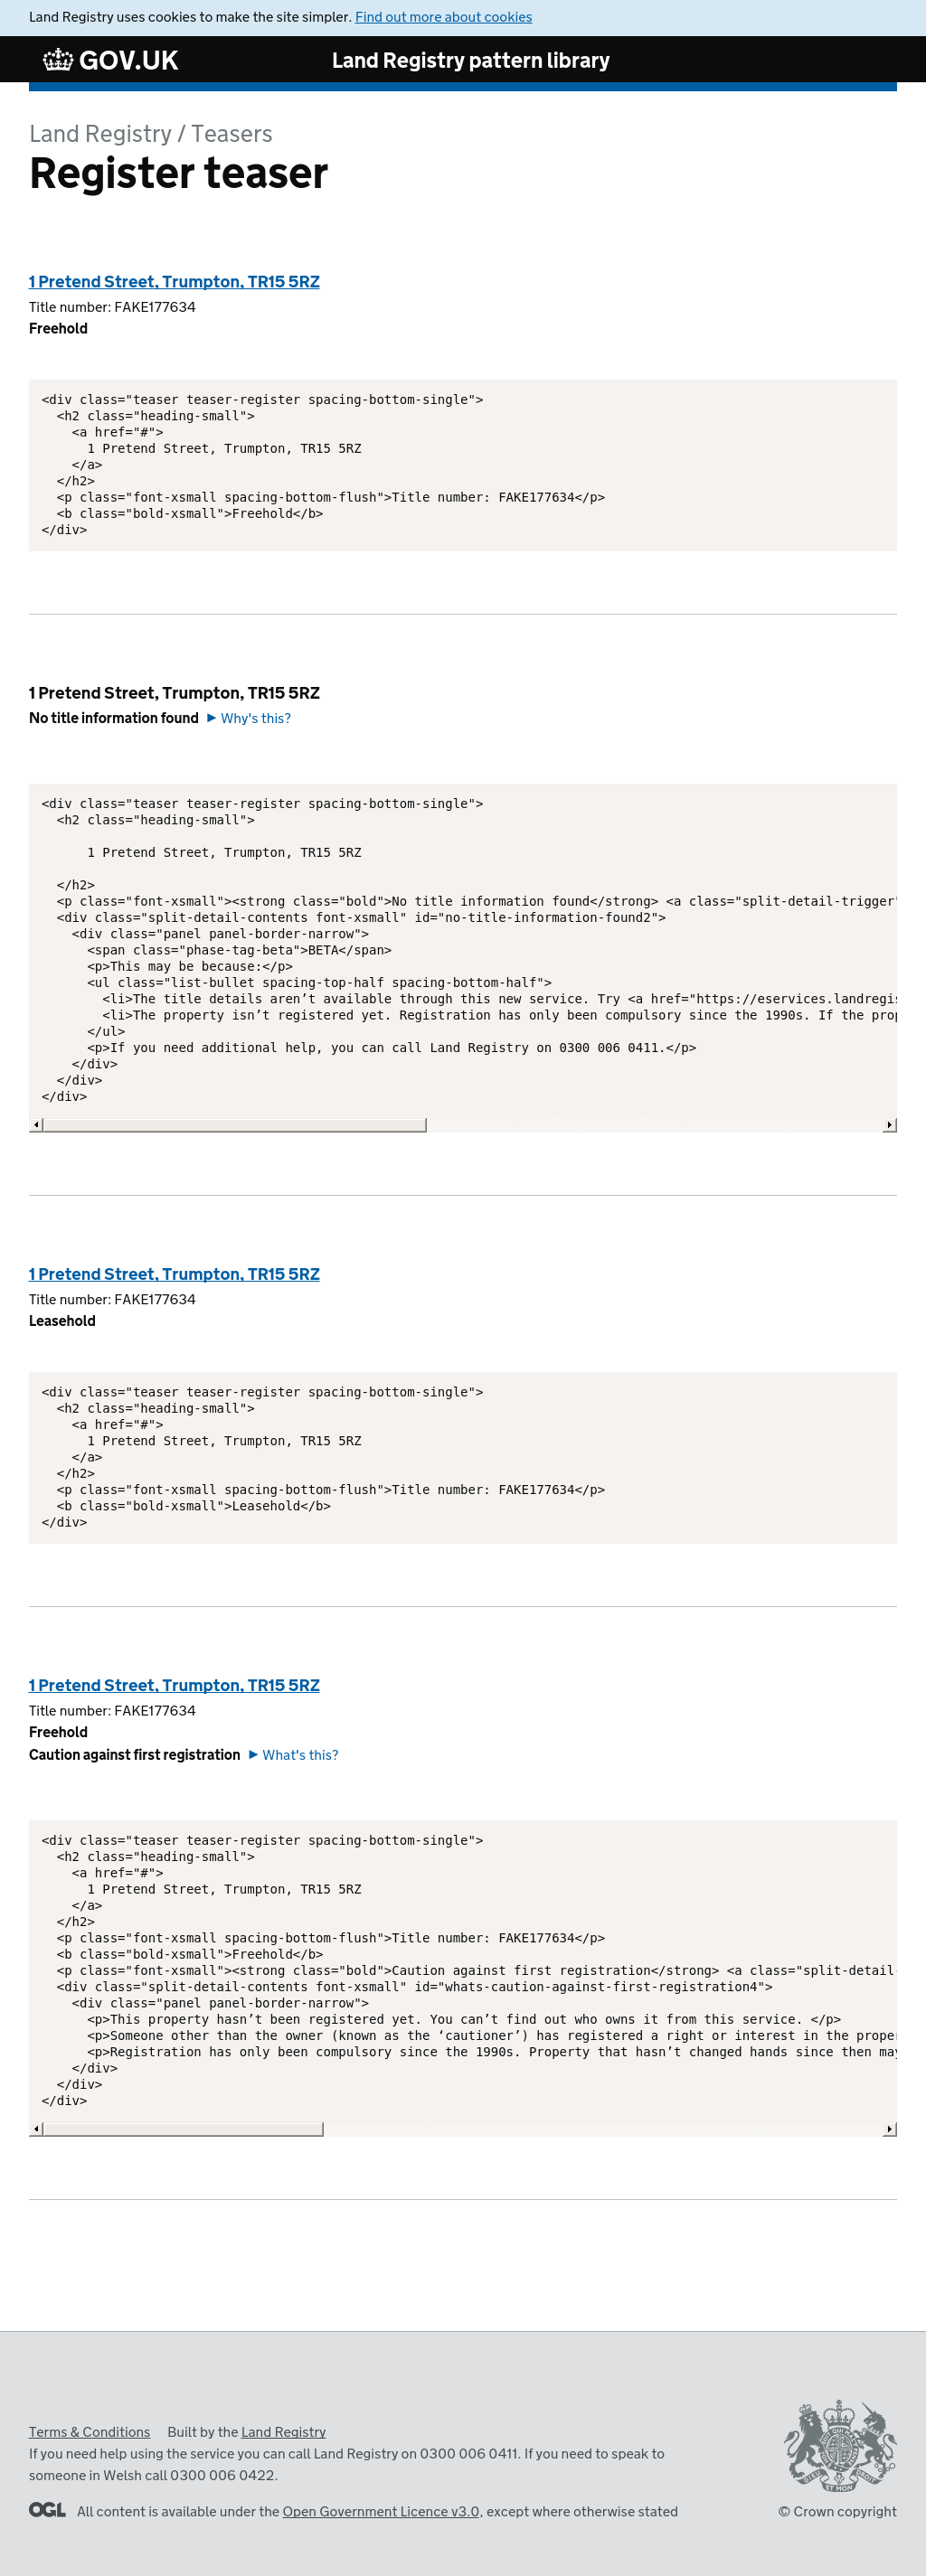 Land Registry uses cookies to make the site simpler. Find out more about cookies
GOV.UK
Land Registry pattern library
Land Registry / Teasers
Register teaser
1 Pretend Street, Trumpton, TR15 5RZ
Title number: FAKE177634
Freehold
<div class="teaser teaser-register spacing-bottom-single">
  <h2 class="heading-small">
    <a href="#">
      1 Pretend Street, Trumpton, TR15 5RZ
    </a>
  </h2>
  <p class="font-xsmall spacing-bottom-flush">Title number: FAKE177634</p>
  <b class="bold-xsmall">Freehold</b>
</div>
1 Pretend Street, Trumpton, TR15 5RZ
No title information found ► Why's this?
<div class="teaser teaser-register spacing-bottom-single">
  <h2 class="heading-small">
      1 Pretend Street, Trumpton, TR15 5RZ
  </h2>
  <p class="font-xsmall"><strong class="bold">No title information found</strong> <a class="split-detail-trigger"
  <div class="split-detail-contents font-xsmall" id="no-title-information-found2">
    <div class="panel panel-border-narrow">
      <span class="phase-tag-beta">BETA</span>
      <p>This may be because:</p>
      <ul class="list-bullet spacing-top-half spacing-bottom-half">
        <li>The title details aren’t available through this new service. Try <a href="https://eservices.landregis
        <li>The property isn’t registered yet. Registration has only been compulsory since the 1990s. If the prop
      </ul>
      <p>If you need additional help, you can call Land Registry on 0300 006 0411.</p>
    </div>
  </div>
</div>
1 Pretend Street, Trumpton, TR15 5RZ
Title number: FAKE177634
Leasehold
<div class="teaser teaser-register spacing-bottom-single">
  <h2 class="heading-small">
    <a href="#">
      1 Pretend Street, Trumpton, TR15 5RZ
    </a>
  </h2>
  <p class="font-xsmall spacing-bottom-flush">Title number: FAKE177634</p>
  <b class="bold-xsmall">Leasehold</b>
</div>
1 Pretend Street, Trumpton, TR15 5RZ
Title number: FAKE177634
Freehold
Caution against first registration ► What's this?
<div class="teaser teaser-register spacing-bottom-single">
  <h2 class="heading-small">
    <a href="#">
      1 Pretend Street, Trumpton, TR15 5RZ
    </a>
  </h2>
  <p class="font-xsmall spacing-bottom-flush">Title number: FAKE177634</p>
  <b class="bold-xsmall">Freehold</b>
  <p class="font-xsmall"><strong class="bold">Caution against first registration</strong> <a class="split-detail-
  <div class="split-detail-contents font-xsmall" id="whats-caution-against-first-registration4">
    <div class="panel panel-border-narrow">
      <p>This property hasn’t been registered yet. You can’t find out who owns it from this service. </p>
      <p>Someone other than the owner (known as the ‘cautioner’) has registered a right or interest in the proper
      <p>Registration has only been compulsory since the 1990s. Property that hasn’t changed hands since then may
    </div>
  </div>
</div>
Terms & Conditions Built by the Land Registry
If you need help using the service you can call Land Registry on 0300 006 0411. If you need to speak to
someone in Welsh call 0300 006 0422.
OGL All content is available under the Open Government Licence v3.0, except where otherwise stated
DIEU ET MON DROIT
© Crown copyright